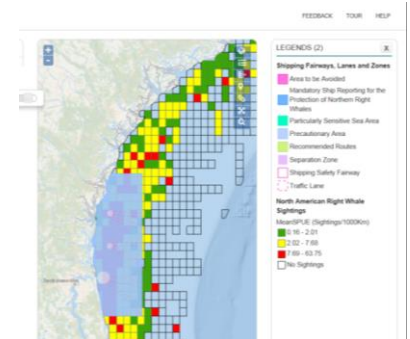 FEEDBACK TOUR HELP
LEGENDS (2) X
Shipping Fairways, Lanes and Zones
Area to be Avoided
Mandatory Ship Reporting for the
Protection of Northern Right
Whales
Particularly Sensitive Sea Area
Precautionary Area
Recommended Routes
Separation Zone
Shipping Safety Fairway
Traffic Lane
North American Right Whale
Sightings
MeanSPUE (Sightings/1000Km)
0.16 - 2.01
2.02 - 7.68
7.69 - 63.75
No Sightings